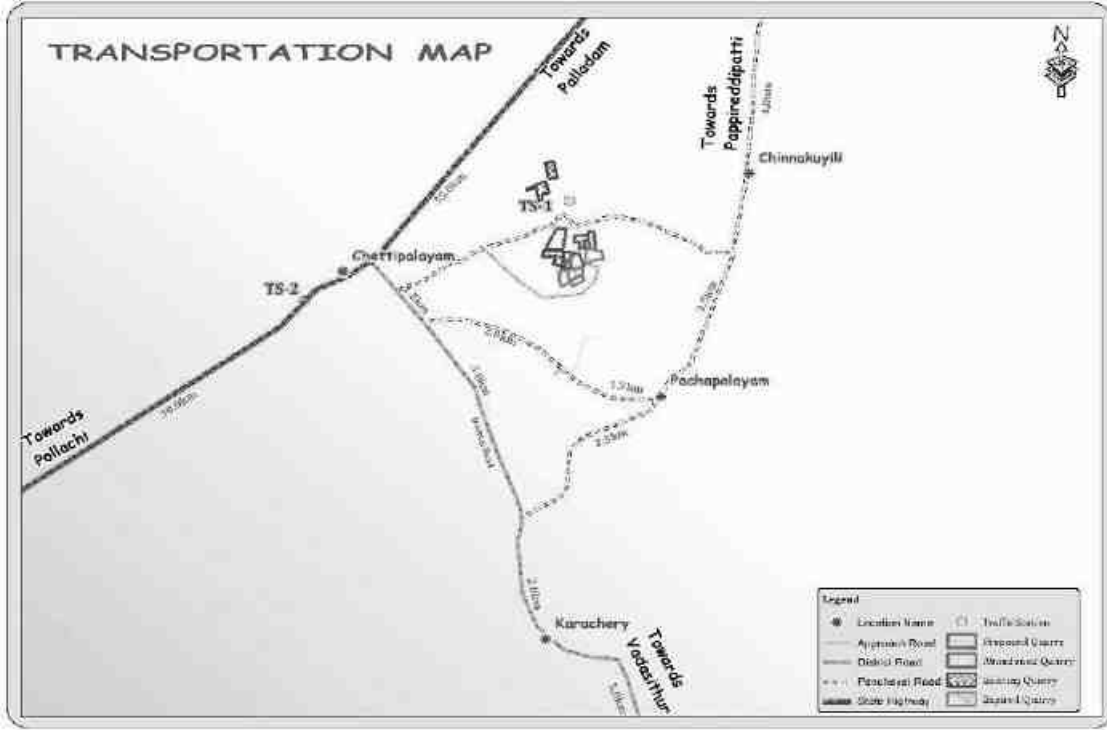 TRANSPORTATION MAP
N
Towards
Palladam
Towards
Pappireddipatti
Chinnakuyili
TS-1
Chettipalayam
TS-2
Pachapalayam
Towards
Pollachi
Karachery
Towards
Vadasithur
Legend
Location Name
Traffic Station
Approach Road
Proposed Quarry
District Road
Abandoned Quarry
Panchayat Road
Existing Quarry
State Highway
Expired Quarry